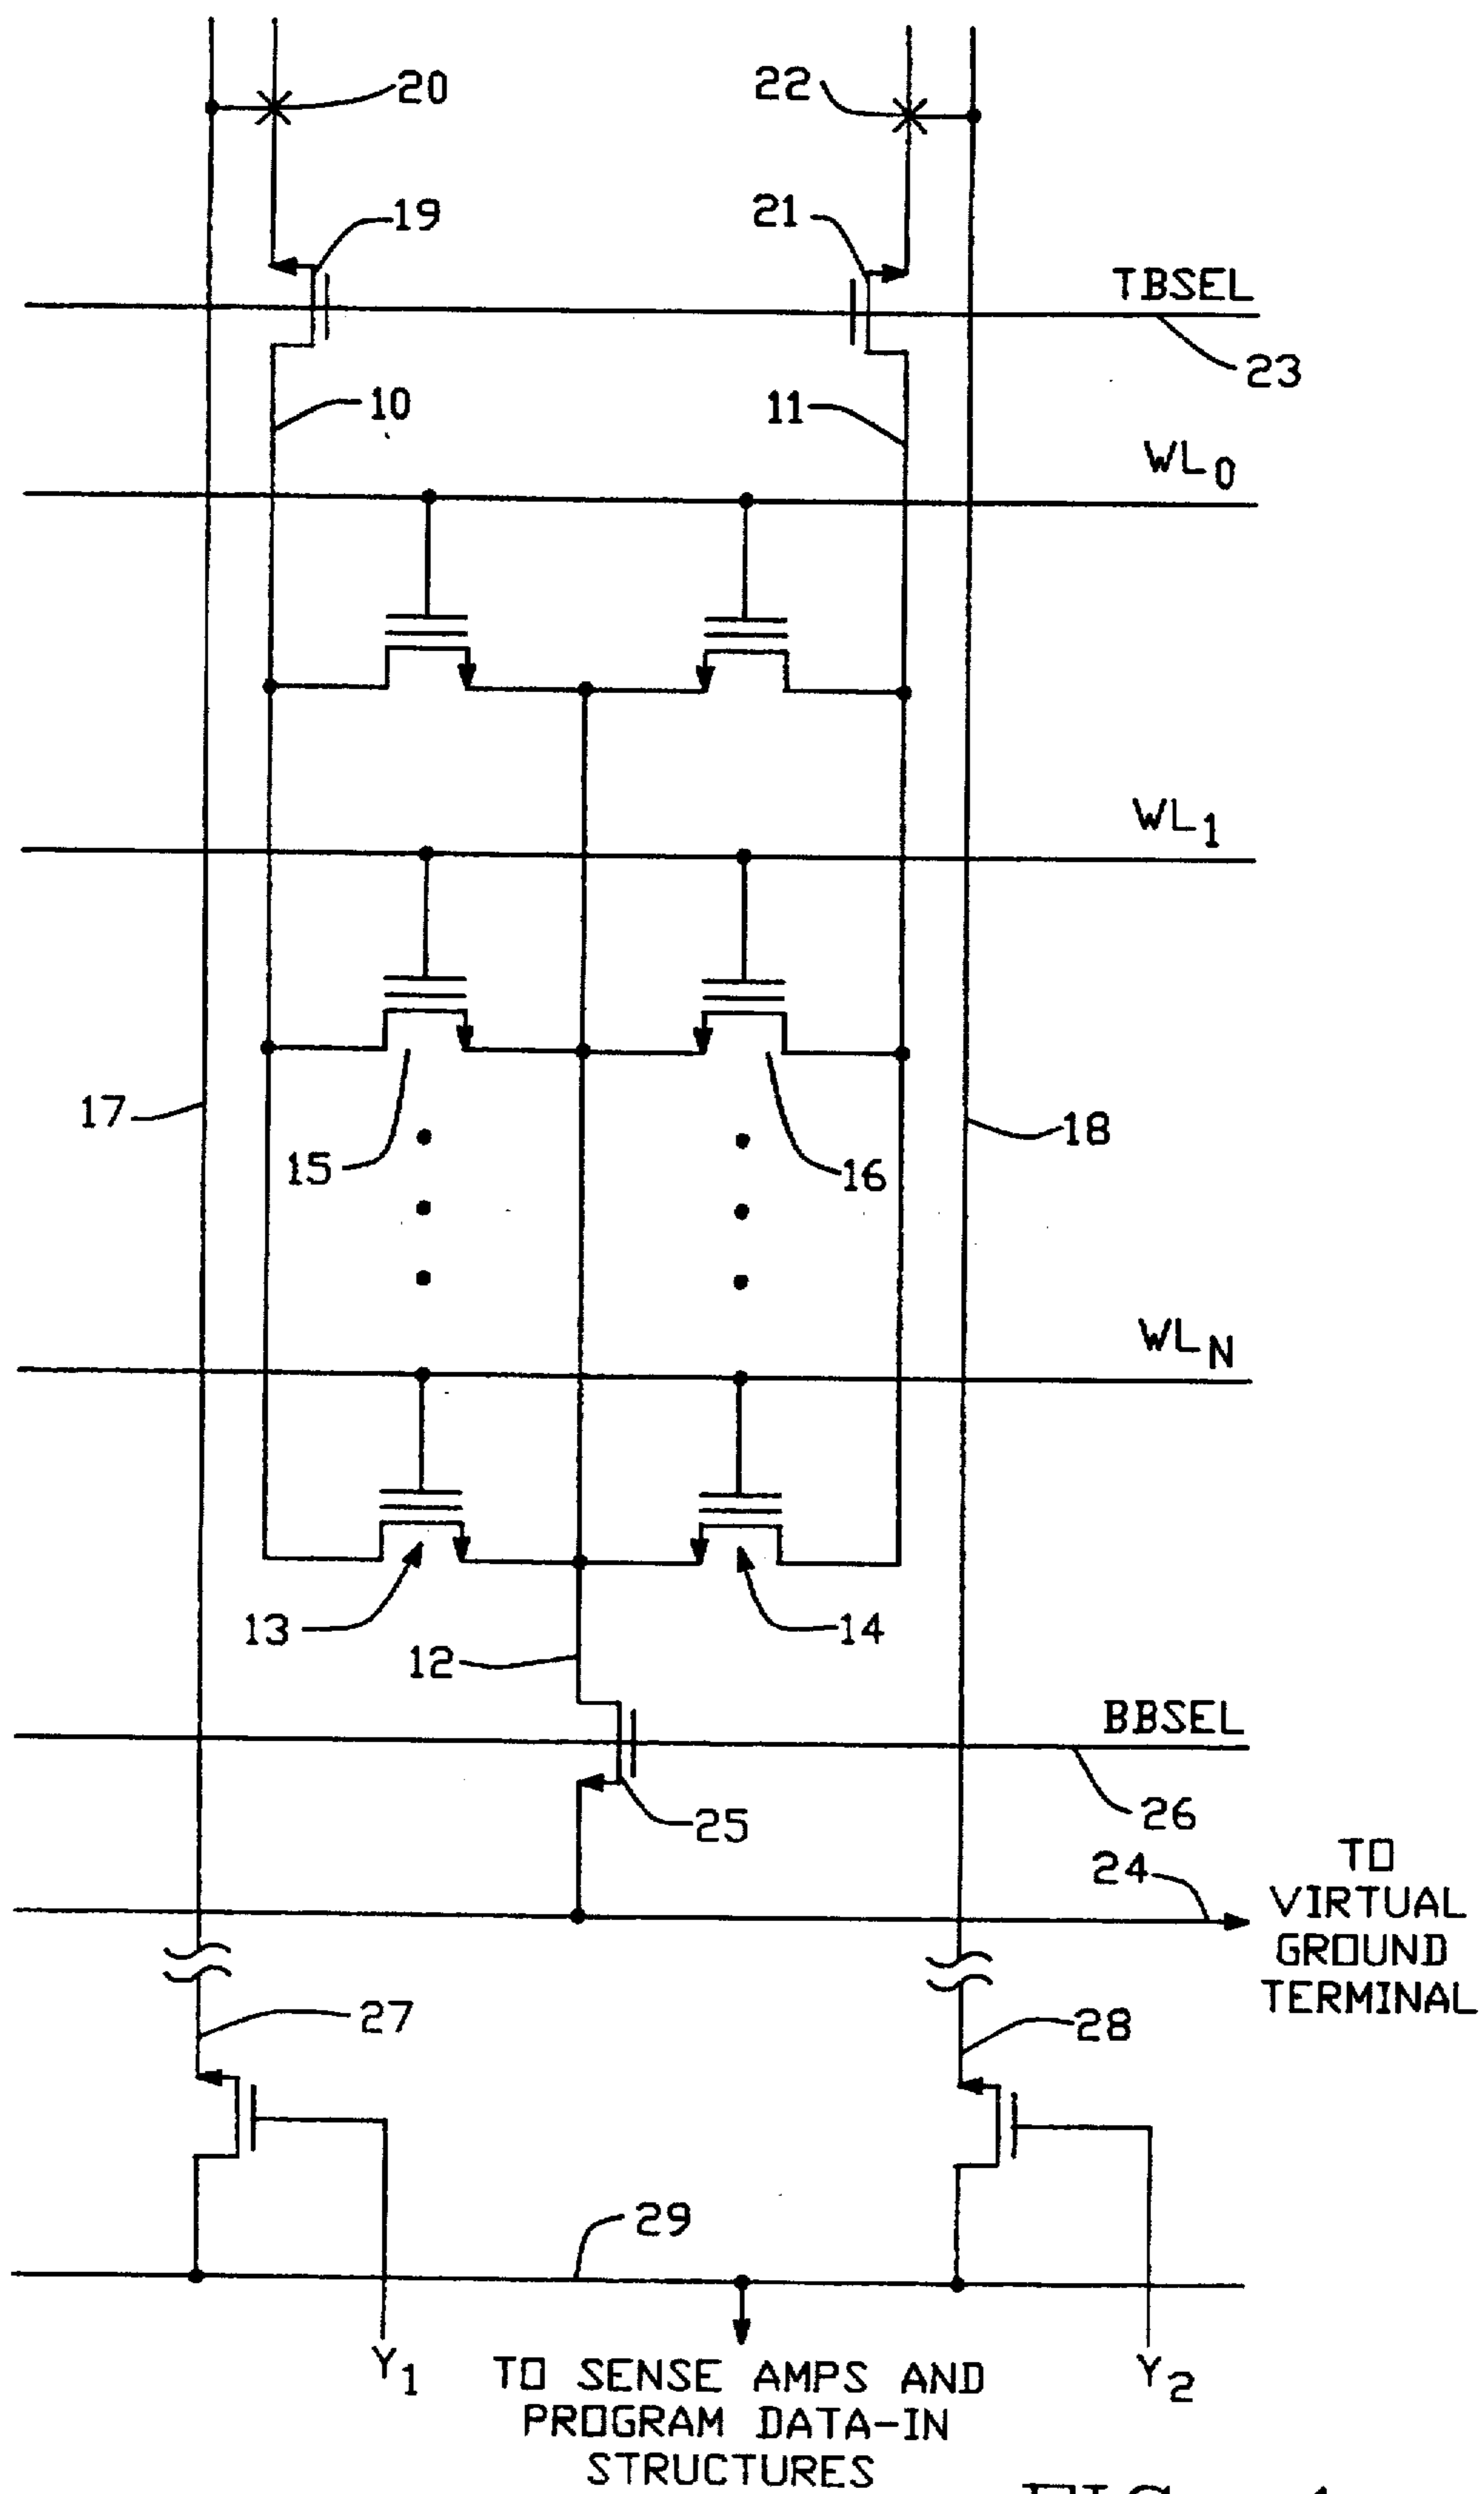 20
22
19
21
TBSEL
23
10
11
WL0
WL1
17
18
15
16
WLN
13
14
12
BBSEL
26
25
24
TO
VIRTUAL
GROUND
TERMINAL
27
28
29
Y1
Y2
TO SENSE AMPS AND
PROGRAM DATA-IN
STRUCTURES